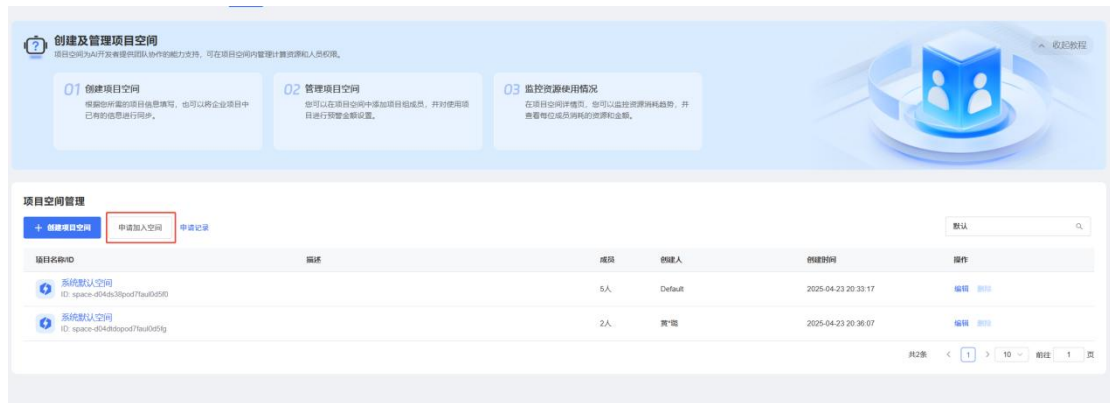 创建及管理项目空间
项目空间为AI开发者提供团队协作的能力支持，可在项目空间内管理计算资源和人员权限。
收起教程
01 创建项目空间
根据您所需的项目信息填写，也可以将企业项目中
已有的信息进行同步。
02 管理项目空间
您可以在项目空间中添加项目组成员，并对使用项
目进行预警金额设置。
03 监控资源使用情况
在项目空间详情页，您可以监控资源消耗趋势，并
查看每位成员消耗的资源和金额。
项目空间管理
+ 创建项目空间 申请加入空间 申请记录 默认
项目名称/ID 描述 成员 创建人 创建时间 操作
系统默认空间
ID: space-d04ds38pod7faul0d5f0
5人 Default 2025-04-23 20:33:17 编辑 删除
系统默认空间
ID: space-d04dtdopod7faul0d5fg
2人 黄*璐 2025-04-23 20:36:07 编辑 删除
共2条 < 1 > 10 前往 1 页